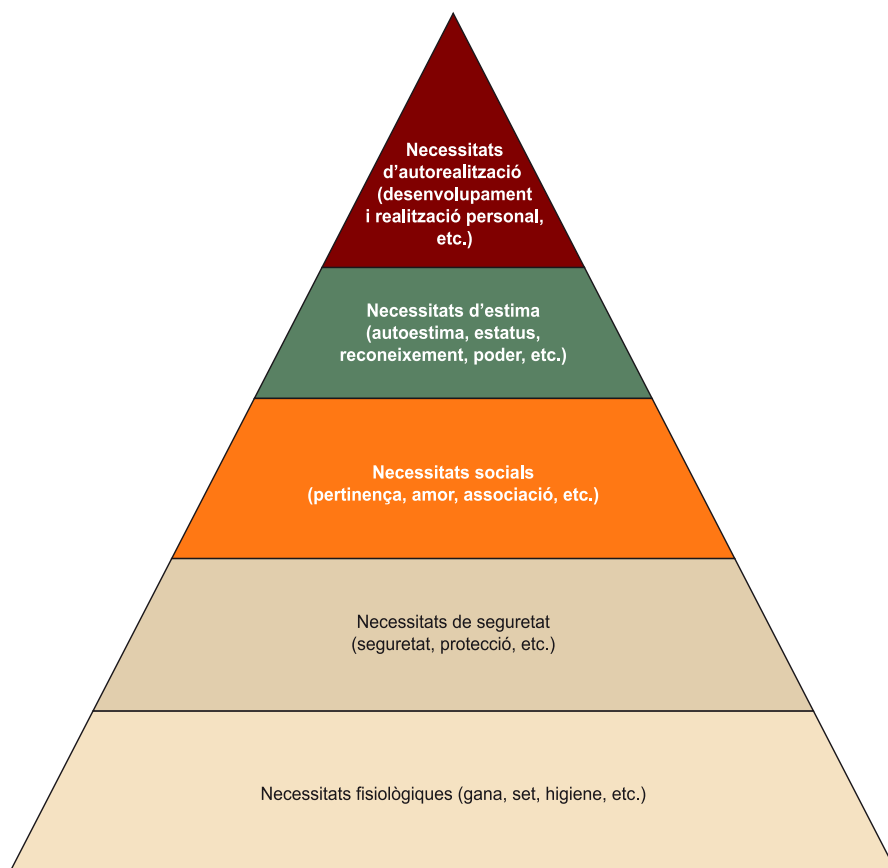 Necessitats
d’autorealització
(desenvolupament
i realització personal,
etc.)
Necessitats d’estima
(autoestima, estatus,
reconeixement, poder, etc.)
Necessitats socials
(pertinença, amor, associació, etc.)
Necessitats de seguretat
(seguretat, protecció, etc.)
Necessitats fisiològiques (gana, set, higiene, etc.)